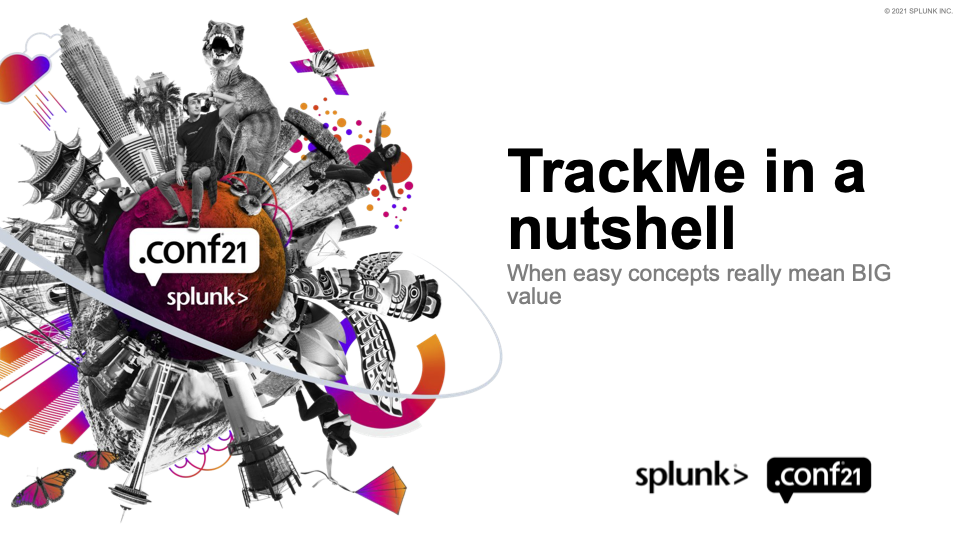 © 2021 SPLUNK INC.
TrackMe in a
nutshell
When easy concepts really mean BIG
value
.conf21
splunk>
splunk> .conf21